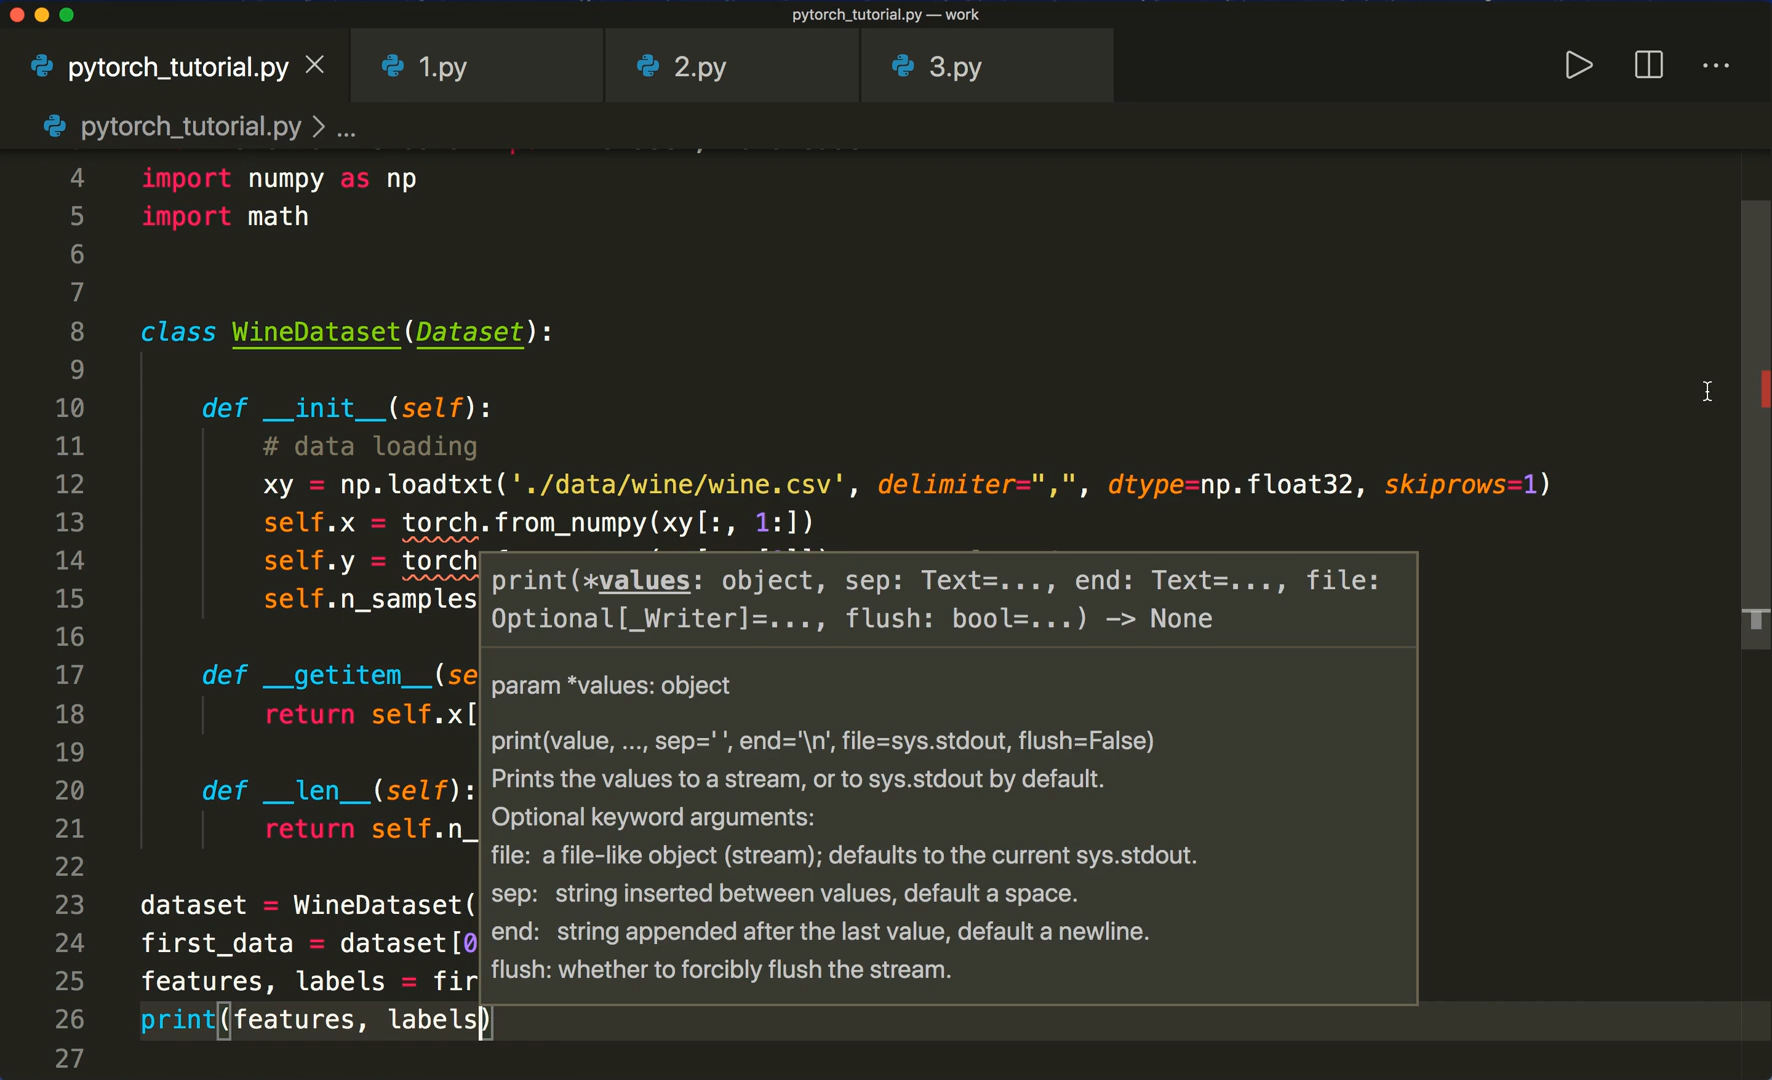 pytorch_tutorial.py — work
pytorch_tutorial.py 1.py 2.py 3.py
pytorch_tutorial.py > ...
4 import numpy as np
5 import math
6
7
8 class WineDataset(Dataset):
9
10 def __init__(self):
11 # data loading
12 xy = np.loadtxt('./data/wine/wine.csv', delimiter=",", dtype=np.float32, skiprows=1)
13 self.x = torch.from_numpy(xy[:, 1:])
14 self.y = torch
15 self.n_samples
16
17 def __getitem__(se
18 return self.x[
19
20 def __len__(self):
21 return self.n_
22
23 dataset = WineDataset(
24 first_data = dataset[0
25 features, labels = fir
26 print(features, labels)
27
print(*values: object, sep: Text=..., end: Text=..., file:
Optional[_Writer]=..., flush: bool=...) -> None
param *values: object
print(value, ..., sep=' ', end='\n', file=sys.stdout, flush=False)
Prints the values to a stream, or to sys.stdout by default.
Optional keyword arguments:
file: a file-like object (stream); defaults to the current sys.stdout.
sep: string inserted between values, default a space.
end: string appended after the last value, default a newline.
flush: whether to forcibly flush the stream.